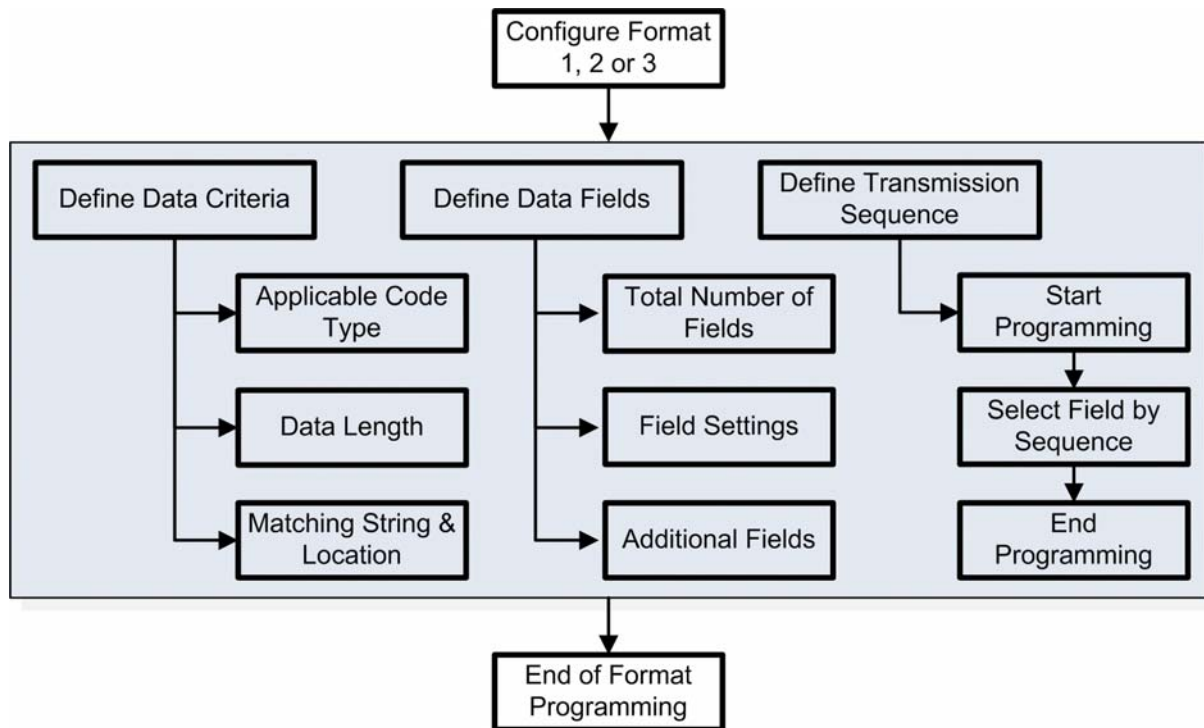 Configure Format
1, 2 or 3
Define Data Criteria
Applicable Code
Type
Data Length
Matching String &
Location
Define Data Fields
Total Number of
Fields
Field Settings
Additional Fields
Define Transmission
Sequence
Start
Programming
Select Field by
Sequence
End
Programming
End of Format
Programming